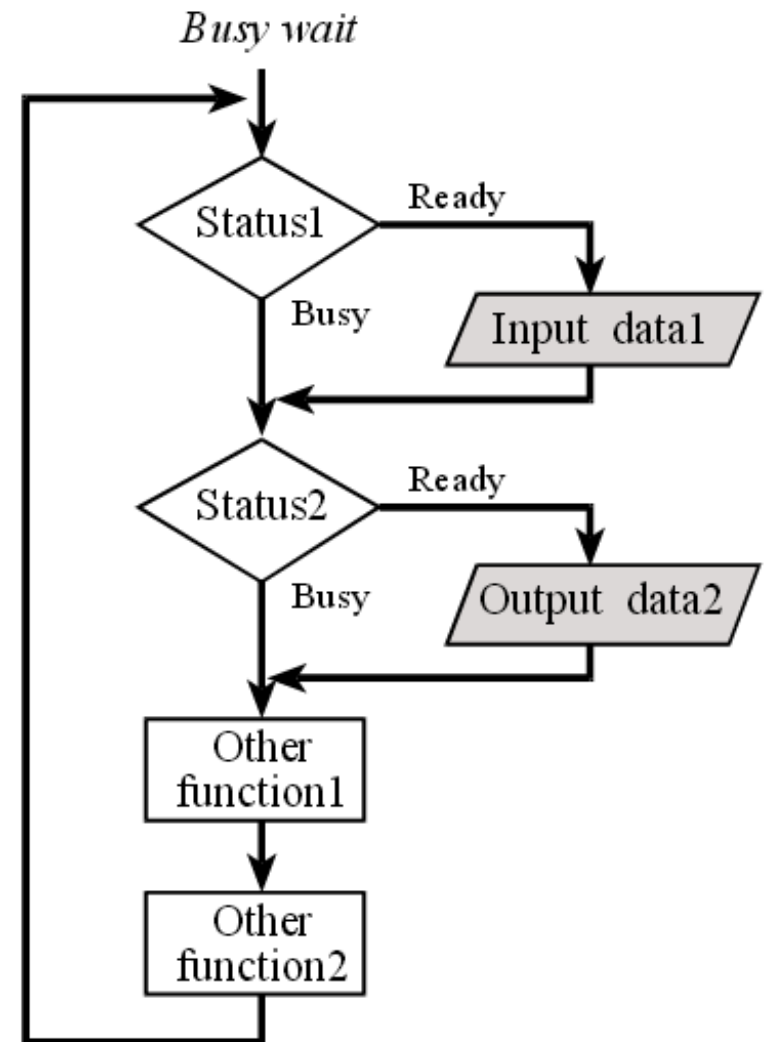 Busy wait
Status1
Ready
Busy
Input data1
Status2
Ready
Busy
Output data2
Other
function1
Other
function2